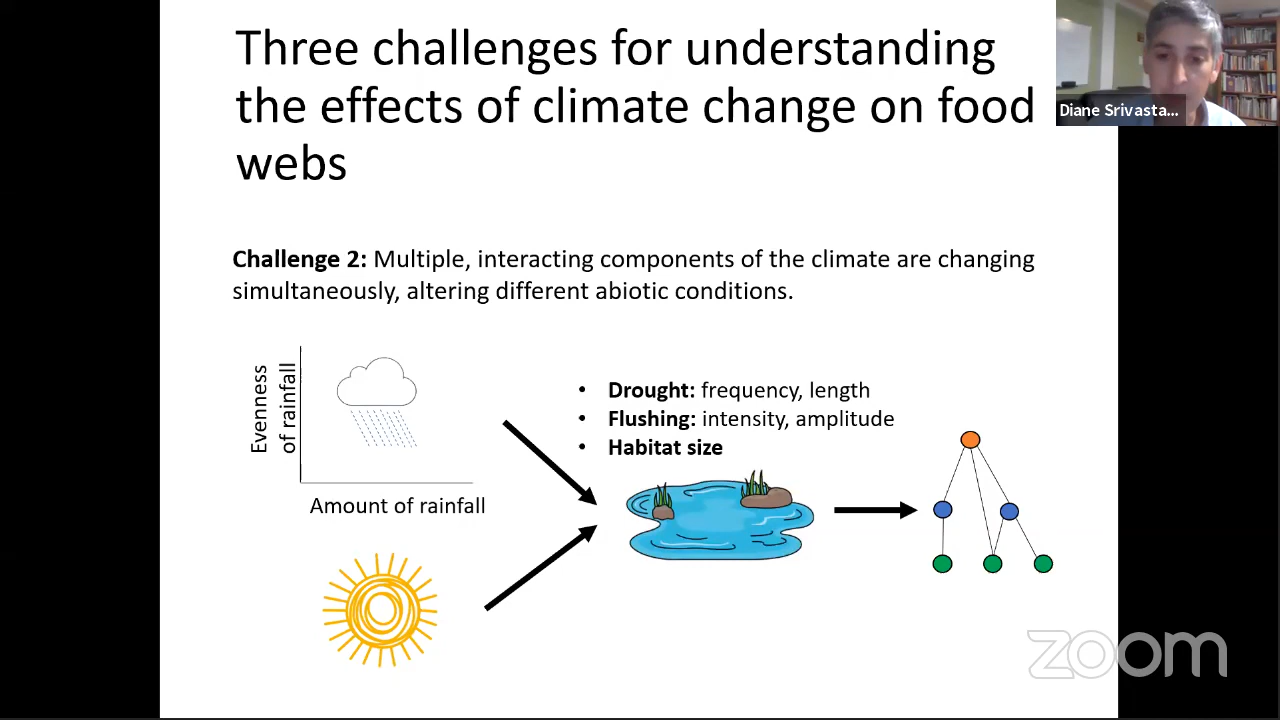 Three challenges for understanding
the effects of climate change on food
webs
Diane Srivasta...
Challenge 2: Multiple, interacting components of the climate are changing
simultaneously, altering different abiotic conditions.
Evenness
of rainfall
Amount of rainfall
• Drought: frequency, length
• Flushing: intensity, amplitude
• Habitat size
zoom